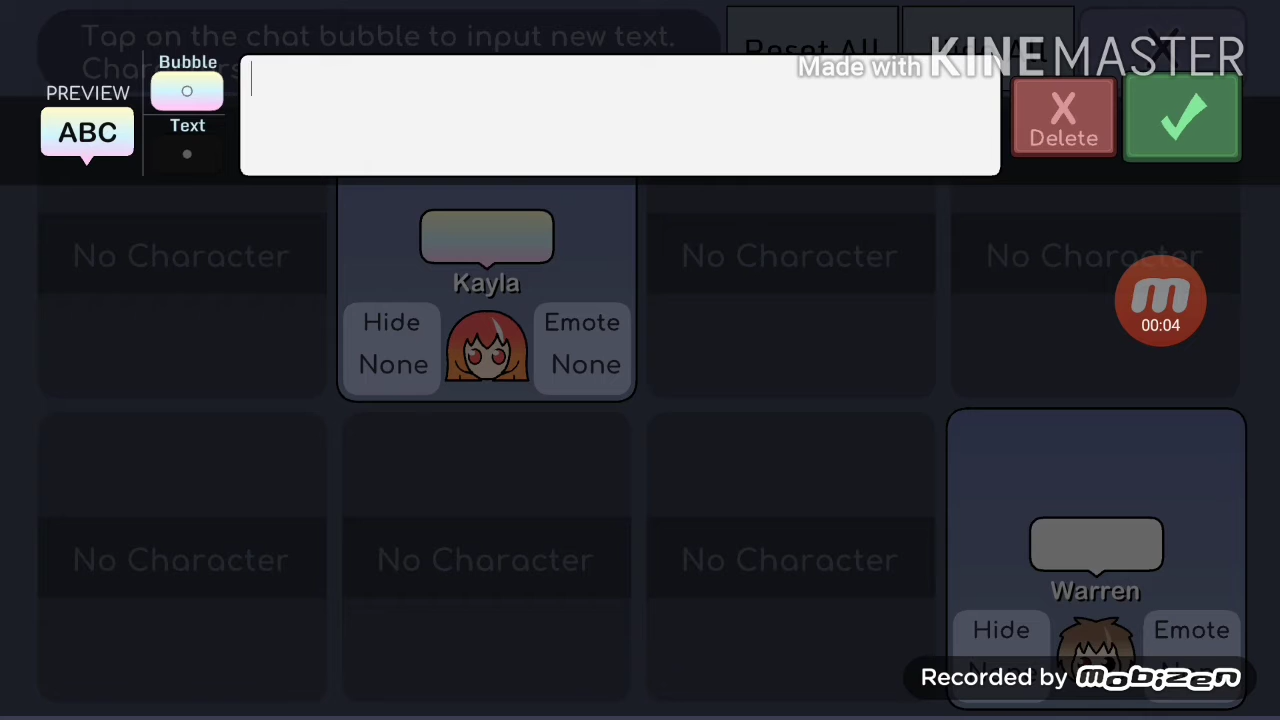 Tap on the chat bubble to input new text.
Reset All
Made with KINEMASTER
PREVIEW
Bubble
ABC
Text
X
Delete
No Character
Kayla
Hide
None
Emote
None
No Character
No Character
00:04
No Character
No Character
No Character
Warren
Hide
Emote
Recorded by mobizen